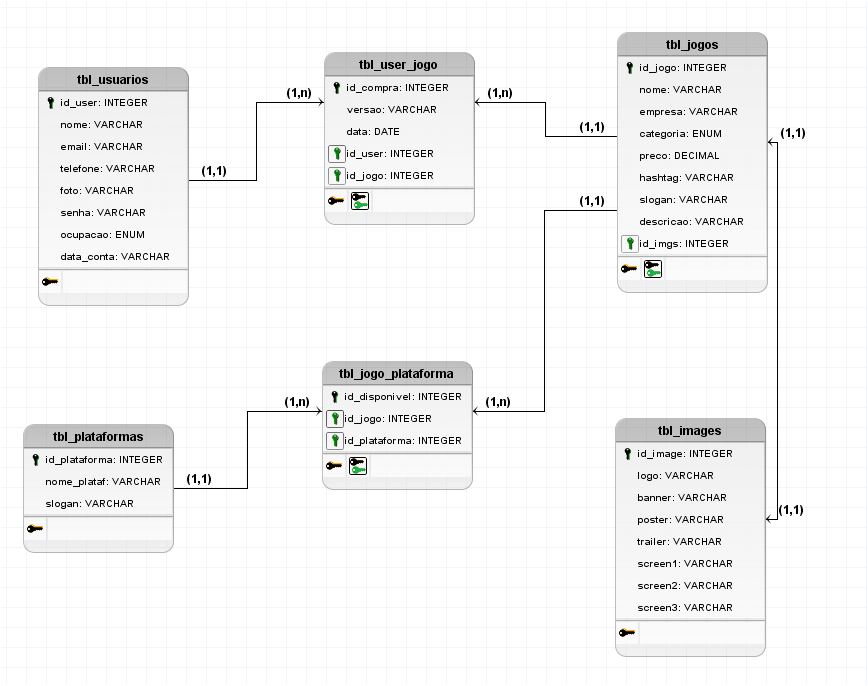 tbl_usuarios
id_user: INTEGER
nome: VARCHAR
email: VARCHAR
telefone: VARCHAR
foto: VARCHAR
senha: VARCHAR
ocupacao: ENUM
data_conta: VARCHAR
(1,1)
(1,n)
tbl_user_jogo
id_compra: INTEGER
versao: VARCHAR
data: DATE
id_user: INTEGER
id_jogo: INTEGER
(1,n)
(1,1)
tbl_jogos
id_jogo: INTEGER
nome: VARCHAR
empresa: VARCHAR
categoria: ENUM
preco: DECIMAL
hashtag: VARCHAR
slogan: VARCHAR
descricao: VARCHAR
id_imgs: INTEGER
(1,1)
(1,1)
tbl_plataformas
id_plataforma: INTEGER
nome_plataf: VARCHAR
slogan: VARCHAR
(1,1)
(1,n)
tbl_jogo_plataforma
id_disponivel: INTEGER
id_jogo: INTEGER
id_plataforma: INTEGER
(1,n)
tbl_images
id_image: INTEGER
logo: VARCHAR
banner: VARCHAR
poster: VARCHAR
trailer: VARCHAR
screen1: VARCHAR
screen2: VARCHAR
screen3: VARCHAR
(1,1)